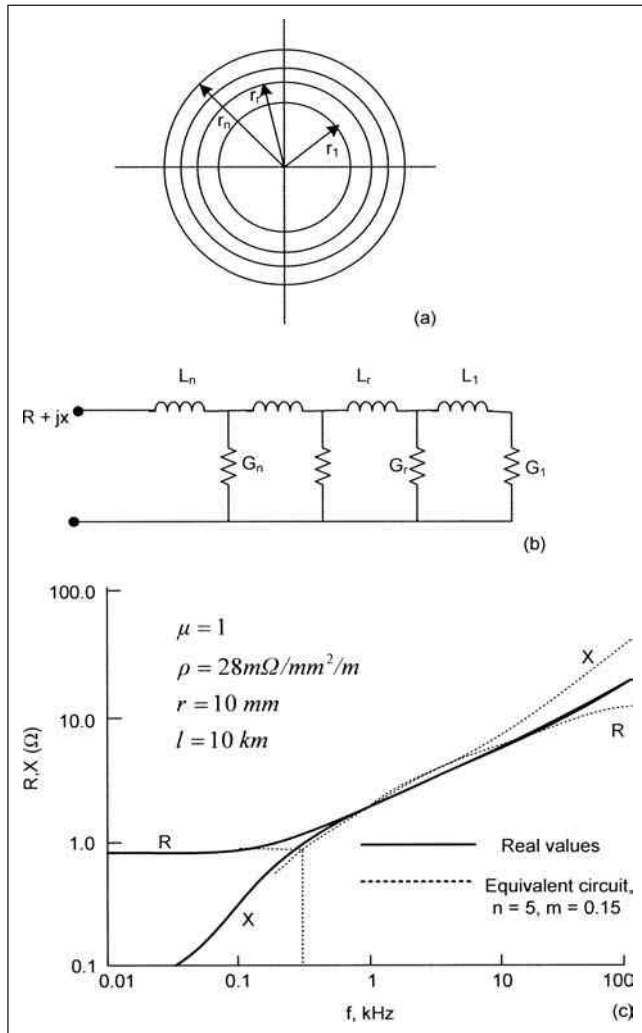 rₙ
rᵣ
r₁
(a)
Lₙ Lᵣ L₁
R + jx
Gₙ Gᵣ G₁
(b)
100.0
μ = 1
ρ = 28mΩ/mm²/m
r = 10 mm
l = 10 km
X
10.0
R
R,X (Ω)
R
1.0
Real values
Equivalent circuit,
n = 5, m = 0.15
X
0.1
0.01 0.1 1 10 100
f, kHz
(c)